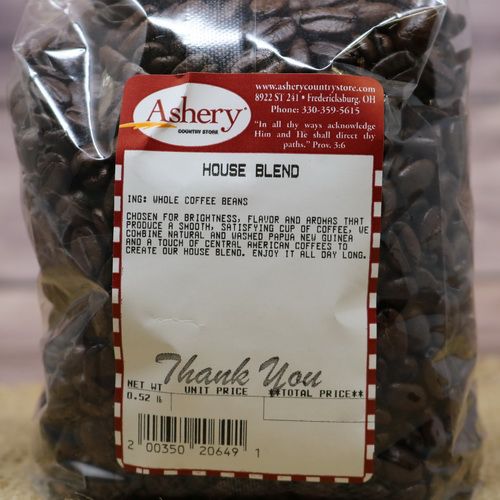 Ashery
COUNTRY STORE
www.asherycountrystore.com
8922 ST 241 • Fredericksburg, OH
Phone: 330-359-5615
"In all thy ways acknowledge
Him and He shall direct thy
paths." Prov. 3:6
HOUSE BLEND
ING: WHOLE COFFEE BEANS
CHOSEN FOR BRIGHTNESS, FLAVOR AND AROMAS THAT
PRODUCE A SMOOTH, SATISFYING CUP OF COFFEE, WE
COMBINE NATURAL AND WASHED PAPUA NEW GUINEA
AND A TOUCH OF CENTRAL AMERICAN COFFEES TO
CREATE OUR HOUSE BLEND. ENJOY IT ALL DAY LONG.
Thank You
NET WT UNIT PRICE **TOTAL PRICE**
0.52 lb
2 00350 20649 1